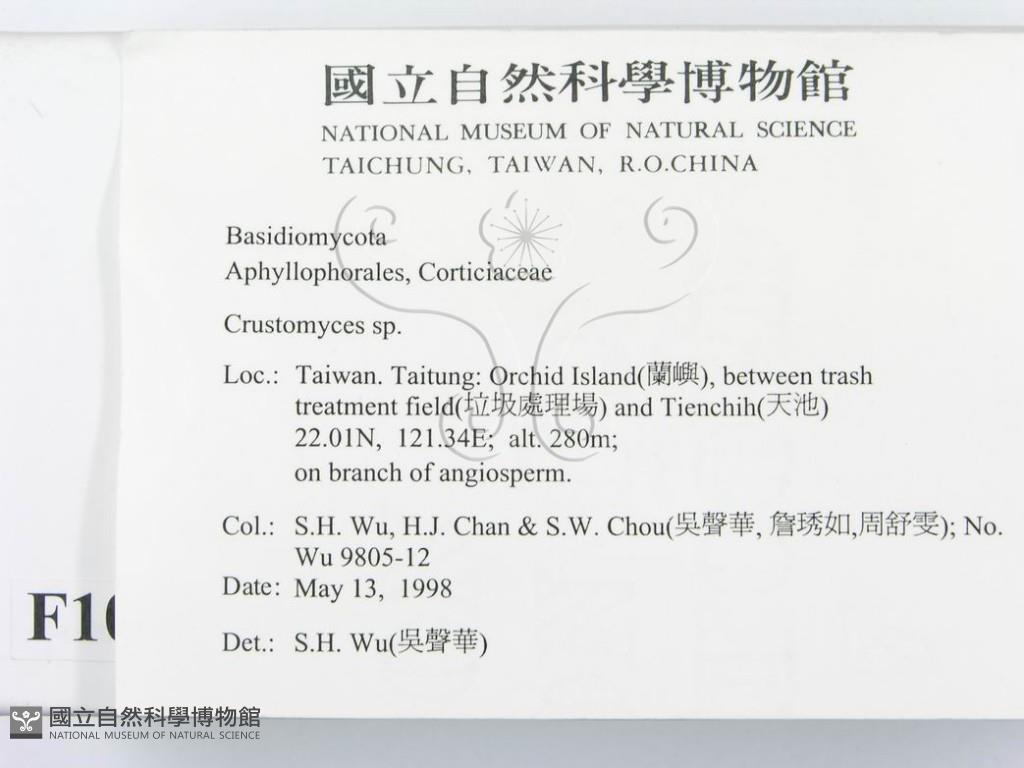 國立自然科學博物館
NATIONAL MUSEUM OF NATURAL SCIENCE
TAICHUNG, TAIWAN, R.O.CHINA
Basidiomycota
Aphyllophorales, Corticiaceae
Crustomyces sp.
Loc.: Taiwan. Taitung: Orchid Island(蘭嶼), between trash
treatment field(垃圾處理場) and Tienchih(天池)
22.01N, 121.34E; alt. 280m;
on branch of angiosperm.
Col.: S.H. Wu, H.J. Chan & S.W. Chou(吳聲華, 詹琇如,周舒雯); No.
Wu 9805-12
Date: May 13, 1998
Det.: S.H. Wu(吳聲華)
國立自然科學博物館
NATIONAL MUSEUM OF NATURAL SCIENCE